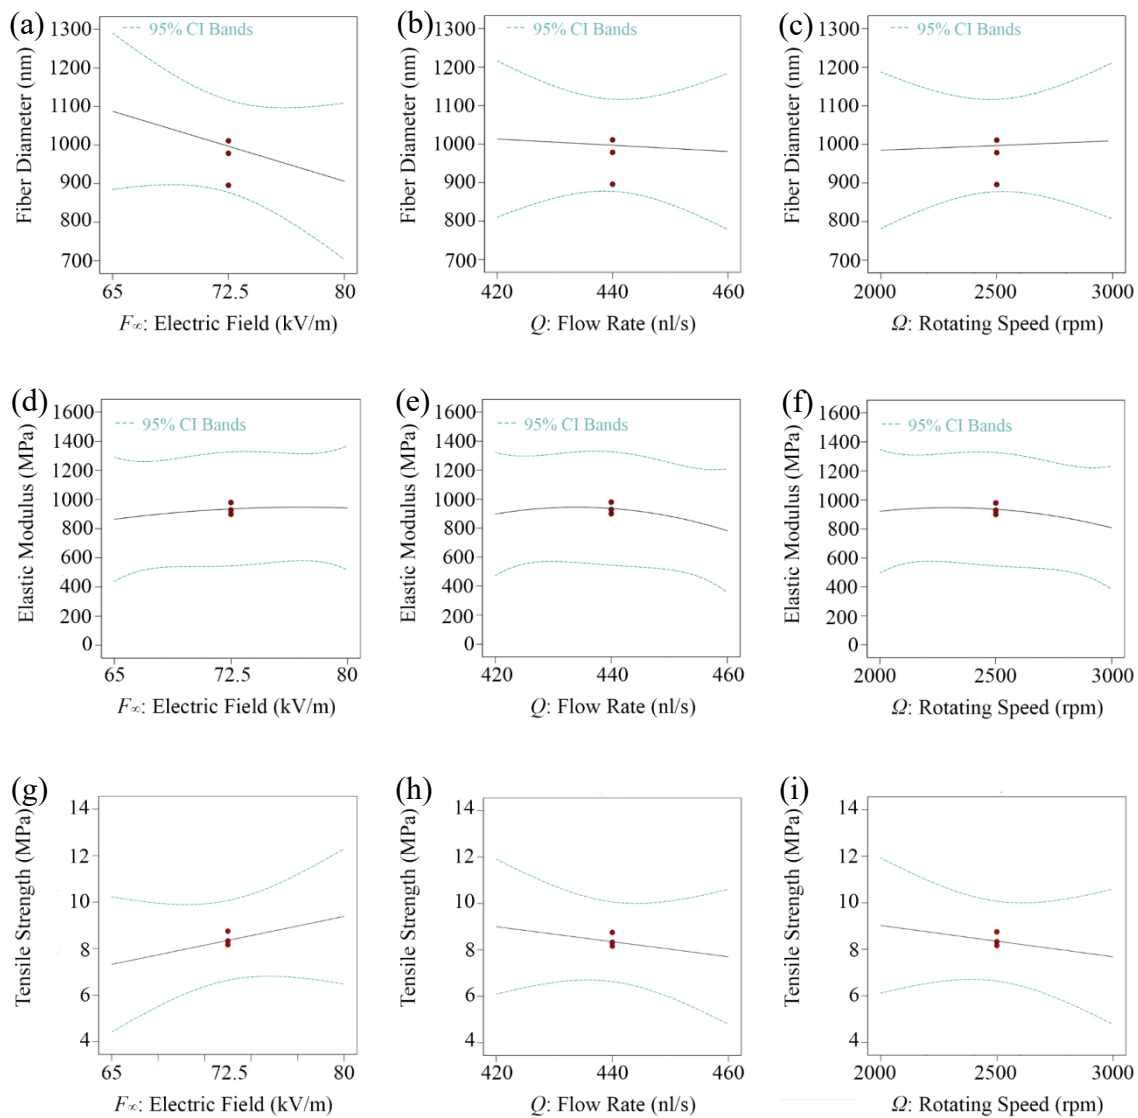 (a)
1300
1200
1100
1000
900
800
700
Fiber Diameter (nm)
95% CI Bands
65 72.5 80
F∞: Electric Field (kV/m)
(b)
1300
1200
1100
1000
900
800
700
Fiber Diameter (nm)
95% CI Bands
420 440 460
Q: Flow Rate (nl/s)
(c)
1300
1200
1100
1000
900
800
700
Fiber Diameter (nm)
95% CI Bands
2000 2500 3000
Ω: Rotating Speed (rpm)
(d)
1600
1400
1200
1000
800
600
400
200
0
Elastic Modulus (MPa)
95% CI Bands
65 72.5 80
F∞: Electric Field (kV/m)
(e)
1600
1400
1200
1000
800
600
400
200
0
Elastic Modulus (MPa)
95% CI Bands
420 440 460
Q: Flow Rate (nl/s)
(f)
1600
1400
1200
1000
800
600
400
200
0
Elastic Modulus (MPa)
95% CI Bands
2000 2500 3000
Ω: Rotating Speed (rpm)
(g)
14
12
10
8
6
4
Tensile Strength (MPa)
65 72.5 80
F∞: Electric Field (kV/m)
(h)
14
12
10
8
6
4
Tensile Strength (MPa)
420 440 460
Q: Flow Rate (nl/s)
(i)
14
12
10
8
6
4
Tensile Strength (MPa)
2000 2500 3000
Ω: Rotating Speed (rpm)